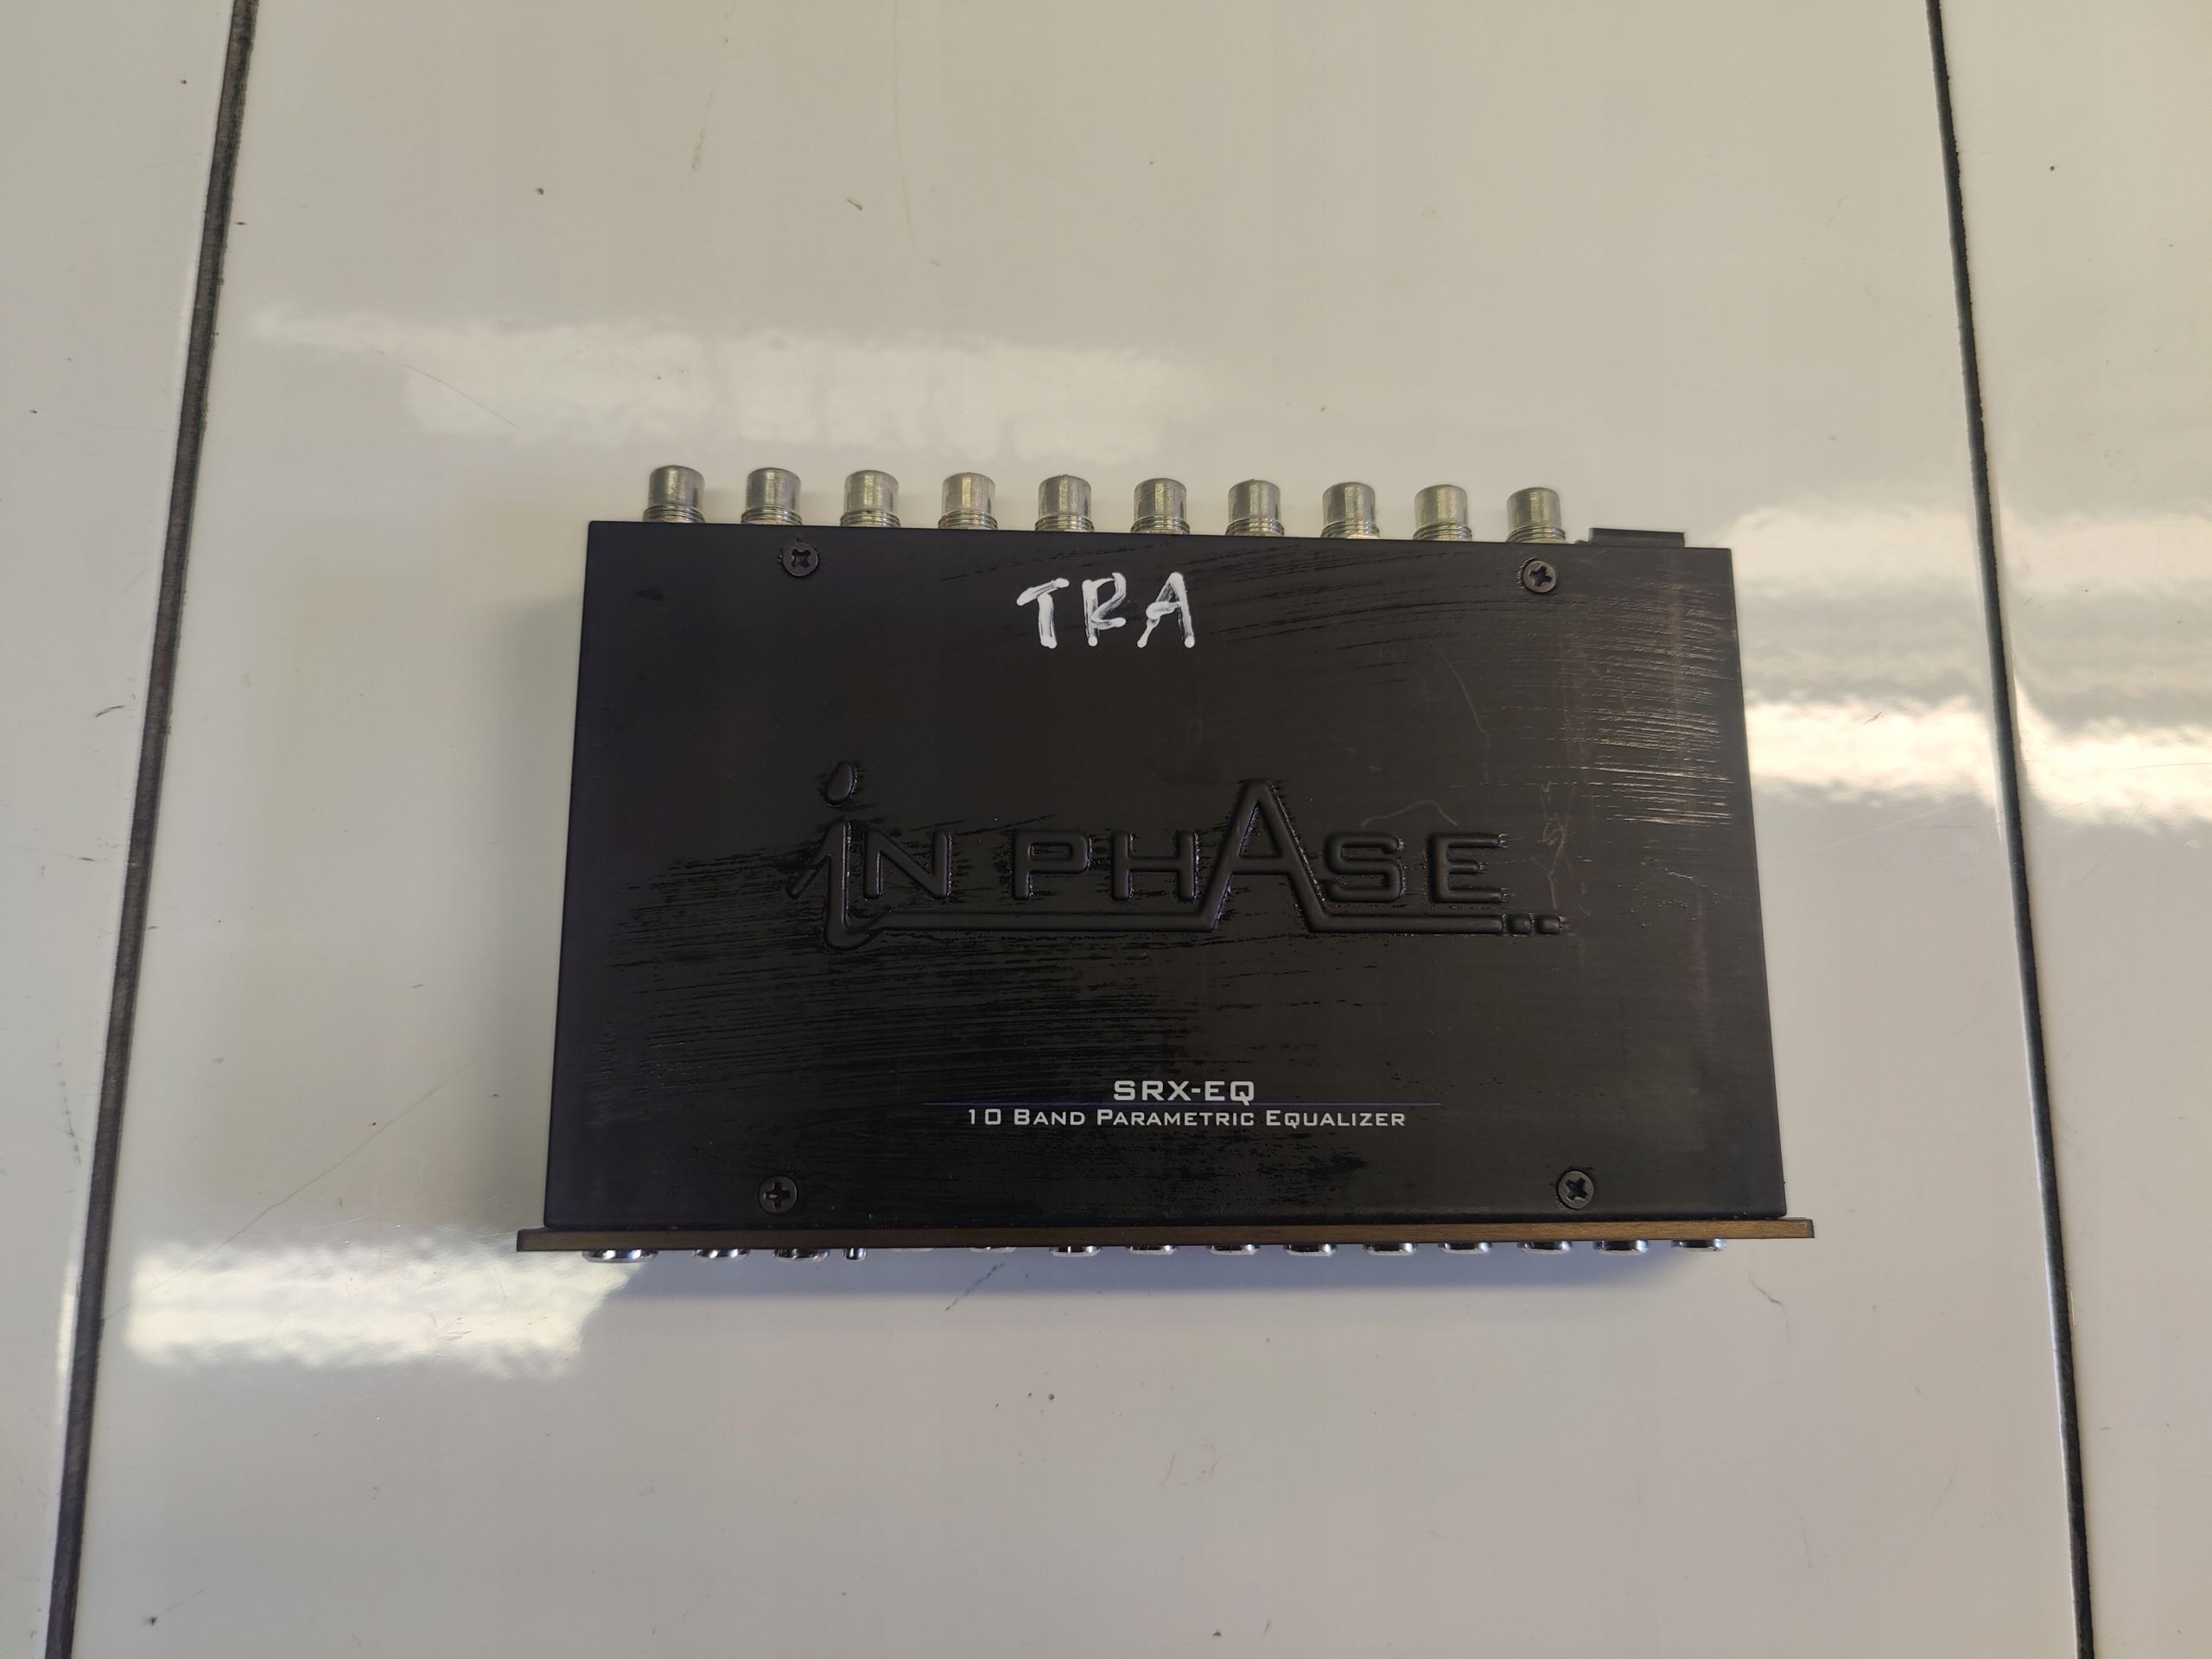 TRA
iN PHASE
SRX-EQ
10 BAND PARAMETRIC EQUALIZER